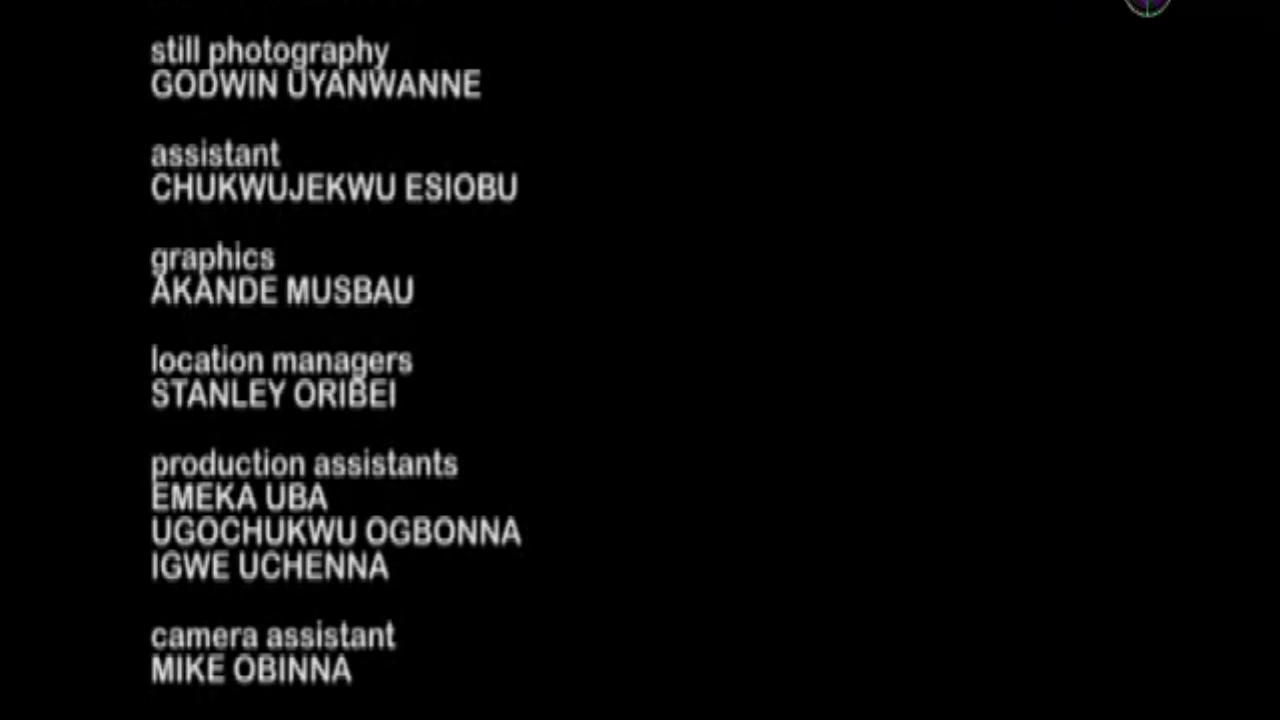 still photography
GODWIN UYANWANNE
assistant
CHUKWUJEKWU ESIOBU
graphics
AKANDE MUSBAU
location managers
STANLEY ORIBEI
production assistants
EMEKA UBA
UGOCHUKWU OGBONNA
IGWE UCHENNA
camera assistant
MIKE OBINNA